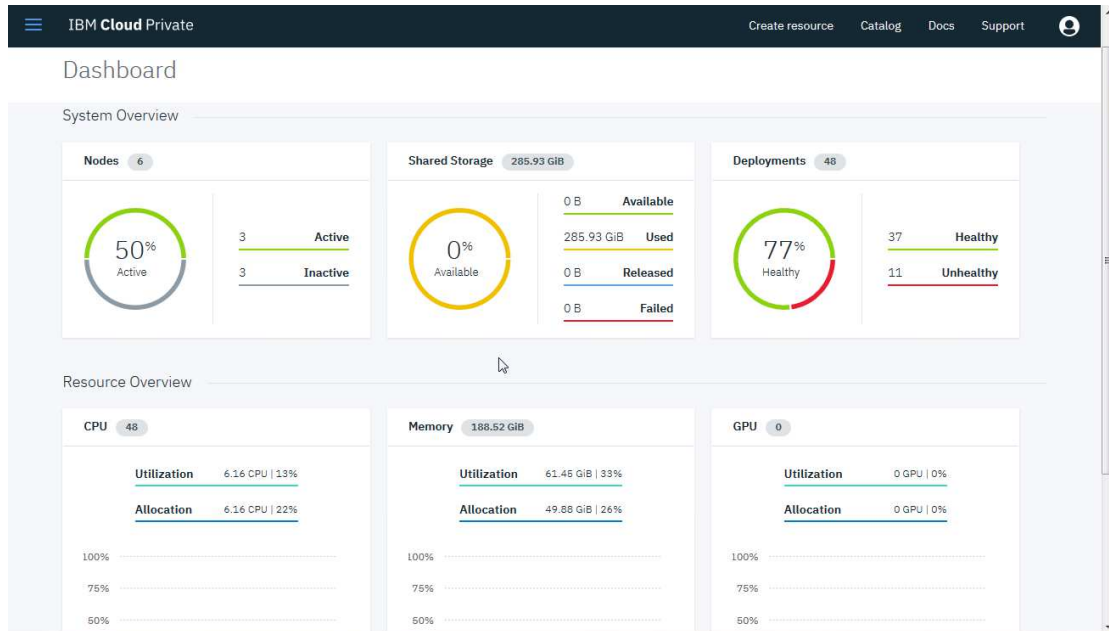 IBM Cloud Private Create resource Catalog Docs Support
Dashboard
System Overview
Nodes 6
50%
Active
3 Active
3 Inactive
Shared Storage 285.93 GiB
0%
Available
0 B Available
285.93 GiB Used
0 B Released
0 B Failed
Deployments 48
77%
Healthy
37 Healthy
11 Unhealthy
Resource Overview
CPU 48
Utilization 6.16 CPU | 13%
Allocation 6.16 CPU | 22%
100%
75%
50%
Memory 188.52 GiB
Utilization 61.45 GiB | 33%
Allocation 49.88 GiB | 26%
100%
75%
50%
GPU 0
Utilization 0 GPU | 0%
Allocation 0 GPU | 0%
100%
75%
50%